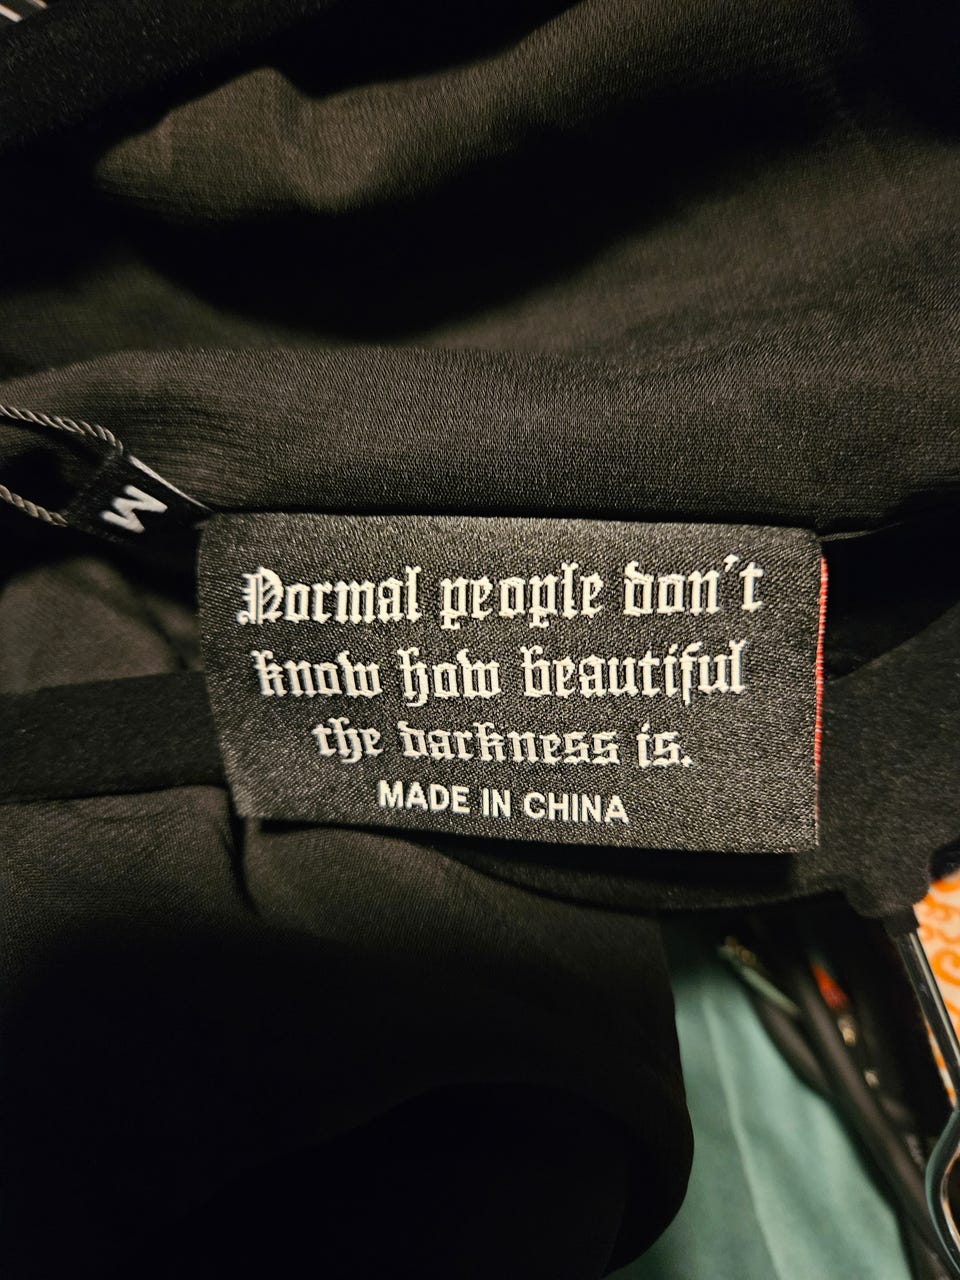 M
Normal people don't
know how beautiful
the darkness is.
MADE IN CHINA